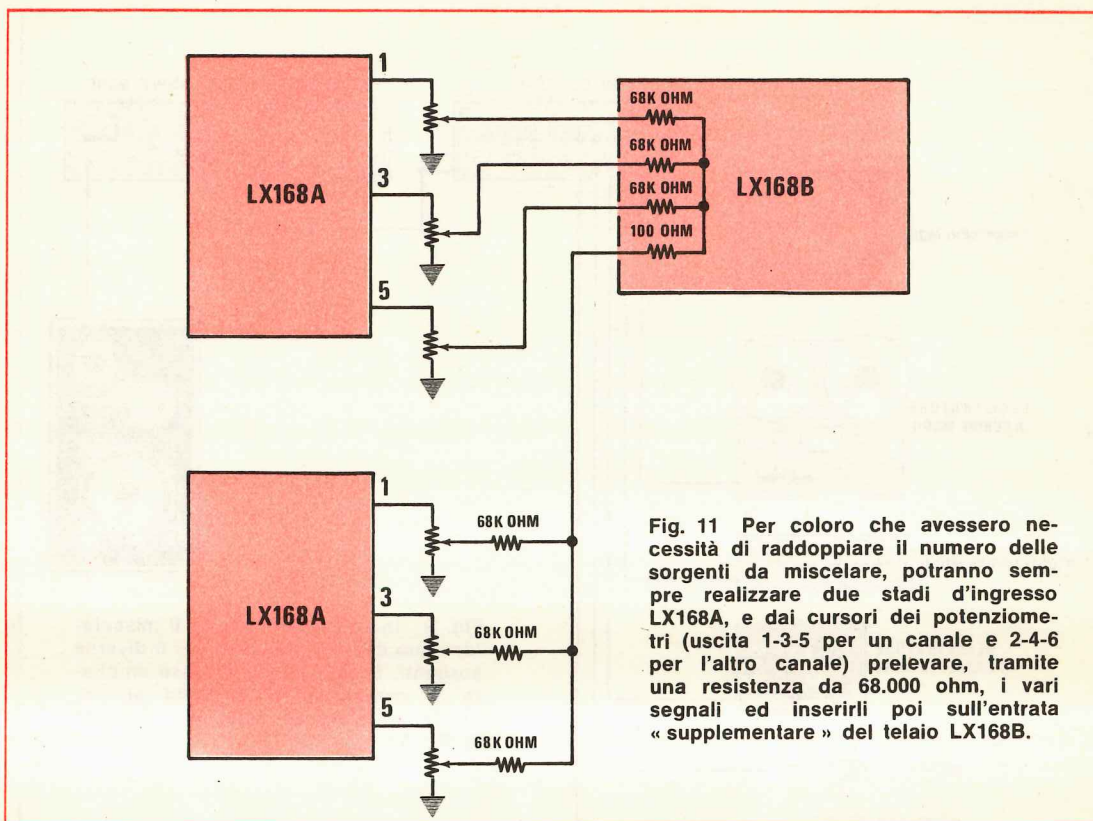 1
68K OHM
68K OHM
LX168A
3
68K OHM
LX168B
100 OHM
5
1
68K OHM
3
LX168A
68K OHM
5
68K OHM
Fig. 11 Per coloro che avessero ne-
cessità di raddoppiare il numero delle
sorgenti da miscelare, potranno sem-
pre realizzare due stadi d'ingresso
LX168A, e dai cursori dei potenziome-
tri (uscita 1-3-5 per un canale e 2-4-6
per l'altro canale) prelevare, tramite
una resistenza da 68.000 ohm, i vari
segnali ed inserirli poi sull'entrata
« supplementare » del telaio LX168B.